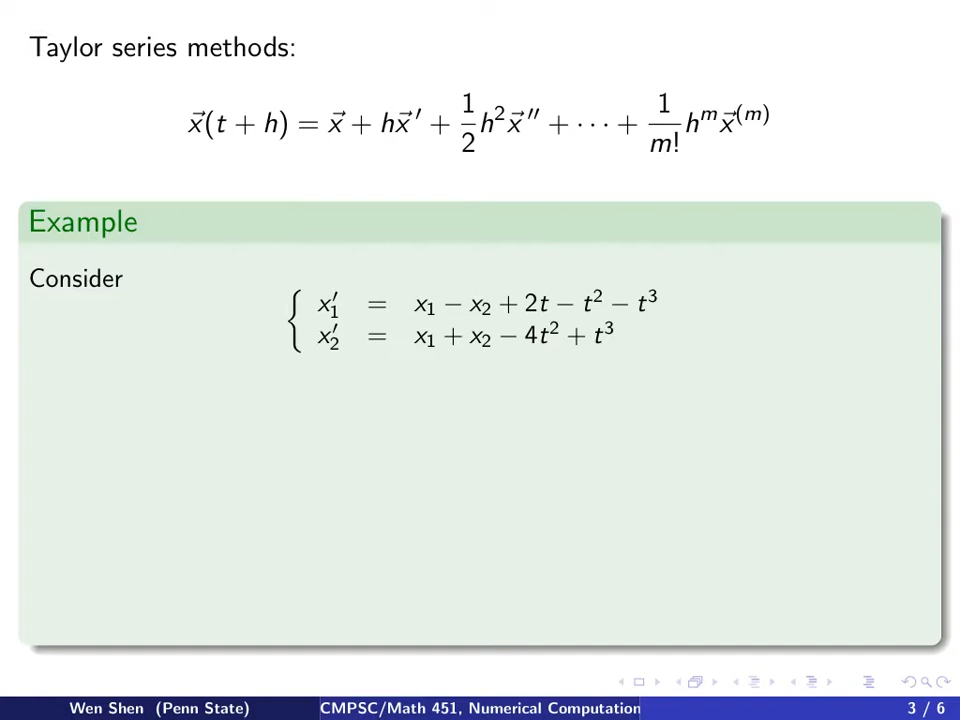 Taylor series methods:
x⃗(t + h) = x⃗ + hx⃗ ′ + 1/2 h²x⃗ ′′ + · · · + 1/m! hᵐx⃗⁽ᵐ⁾
Example
Consider
{ x₁′ = x₁ − x₂ + 2t − t² − t³
x₂′ = x₁ + x₂ − 4t² + t³
Wen Shen (Penn State) CMPSC/Math 451, Numerical Computation 3 / 6